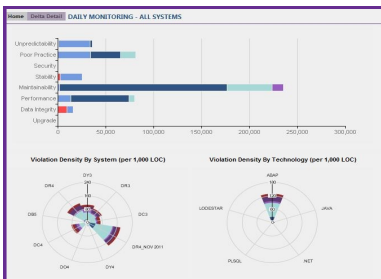 Home Delta Detail DAILY MONITORING - ALL SYSTEMS
Unpredictability
Poor Practice
Security
Stability
Maintainability
Performance
Data Integrity
Upgrade
0 50,000 100,000 150,000 200,000 250,000 300,000
Violation Density By System (per 1,000 LOC)
DY3
DR3
DC3
DR4_NOV 2011
DY4
DC4
DB5
DR4
200
Violation Density By Technology (per 1,000 LOC)
ABAP
JAVA
.NET
PLSQL
LODESTAR
100